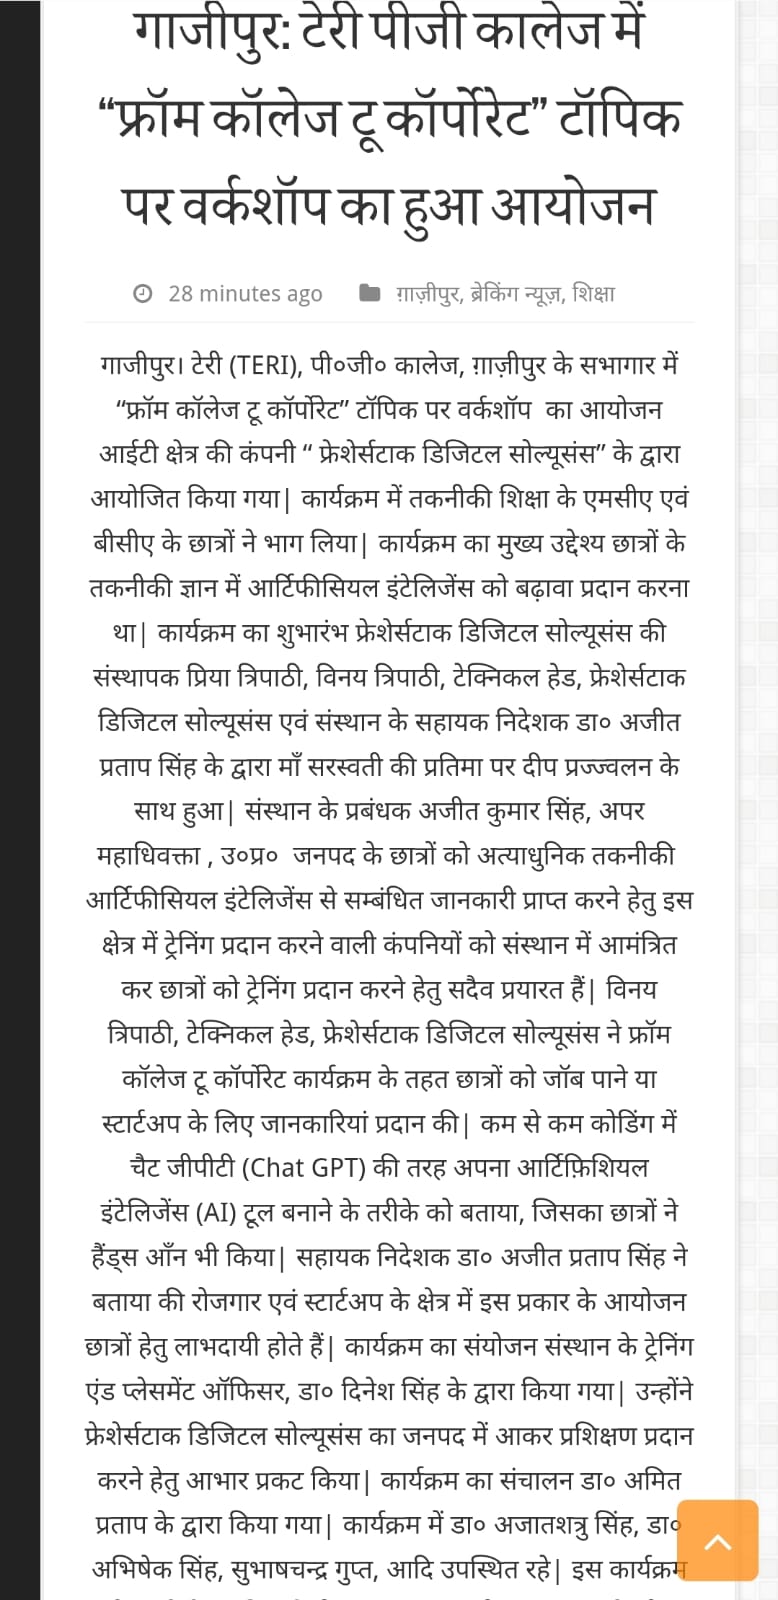 गाजीपुर: टेरी पीजी कालेज में
“फ्रॉम कॉलेज टू कॉर्पोरेट” टॉपिक
पर वर्कशॉप का हुआ आयोजन
28 minutes ago ग़ाज़ीपुर, ब्रेकिंग न्यूज़, शिक्षा
गाजीपुर। टेरी (TERI), पी०जी० कालेज, ग़ाज़ीपुर के सभागार में
“फ्रॉम कॉलेज टू कॉर्पोरेट” टॉपिक पर वर्कशॉप का आयोजन
आईटी क्षेत्र की कंपनी “ फ्रेशेर्सटाक डिजिटल सोल्यूसंस” के द्वारा
आयोजित किया गया| कार्यक्रम में तकनीकी शिक्षा के एमसीए एवं
बीसीए के छात्रों ने भाग लिया| कार्यक्रम का मुख्य उद्देश्य छात्रों के
तकनीकी ज्ञान में आर्टिफीसियल इंटेलिजेंस को बढ़ावा प्रदान करना
था| कार्यक्रम का शुभारंभ फ्रेशेर्सटाक डिजिटल सोल्यूसंस की
संस्थापक प्रिया त्रिपाठी, विनय त्रिपाठी, टेक्निकल हेड, फ्रेशेर्सटाक
डिजिटल सोल्यूसंस एवं संस्थान के सहायक निदेशक डा० अजीत
प्रताप सिंह के द्वारा माँ सरस्वती की प्रतिमा पर दीप प्रज्ज्वलन के
साथ हुआ| संस्थान के प्रबंधक अजीत कुमार सिंह, अपर
महाधिवक्ता , उ०प्र० जनपद के छात्रों को अत्याधुनिक तकनीकी
आर्टिफीसियल इंटेलिजेंस से सम्बंधित जानकारी प्राप्त करने हेतु इस
क्षेत्र में ट्रेनिंग प्रदान करने वाली कंपनियों को संस्थान में आमंत्रित
कर छात्रों को ट्रेनिंग प्रदान करने हेतु सदैव प्रयारत हैं| विनय
त्रिपाठी, टेक्निकल हेड, फ्रेशेर्सटाक डिजिटल सोल्यूसंस ने फ्रॉम
कॉलेज टू कॉर्पोरेट कार्यक्रम के तहत छात्रों को जॉब पाने या
स्टार्टअप के लिए जानकारियां प्रदान की| कम से कम कोडिंग में
चैट जीपीटी (Chat GPT) की तरह अपना आर्टिफ़िशियल
इंटेलिजेंस (AI) टूल बनाने के तरीके को बताया, जिसका छात्रों ने
हैंड्स आँन भी किया| सहायक निदेशक डा० अजीत प्रताप सिंह ने
बताया की रोजगार एवं स्टार्टअप के क्षेत्र में इस प्रकार के आयोजन
छात्रों हेतु लाभदायी होते हैं| कार्यक्रम का संयोजन संस्थान के ट्रेनिंग
एंड प्लेसमेंट ऑफिसर, डा० दिनेश सिंह के द्वारा किया गया| उन्होंने
फ्रेशेर्सटाक डिजिटल सोल्यूसंस का जनपद में आकर प्रशिक्षण प्रदान
करने हेतु आभार प्रकट किया| कार्यक्रम का संचालन डा० अमित
प्रताप के द्वारा किया गया| कार्यक्रम में डा० अजातशत्रु सिंह, डा०
अभिषेक सिंह, सुभाषचन्द्र गुप्त, आदि उपस्थित रहे| इस कार्यक्रम